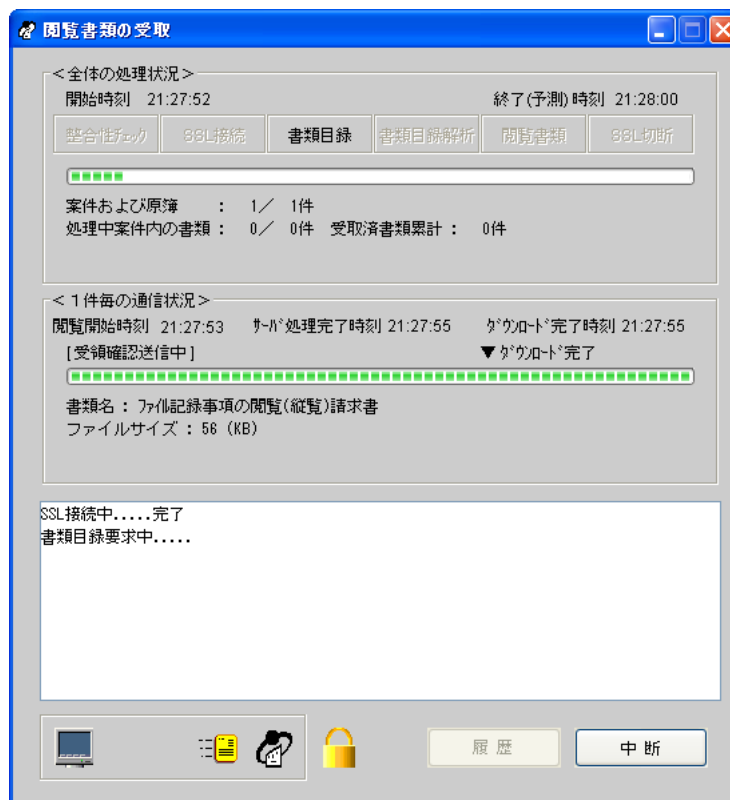 閲覧書類の受取
<全体の処理状況>
開始時刻 21:27:52 終了(予測)時刻 21:28:00
整合性ﾁｪｯｸ SSL接続 書類目録 書類目録解析 閲覧書類 SSL切断
案件および原簿 : 1／ 1件
処理中案件内の書類 : 0／ 0件 受取済書類累計 : 0件
<１件毎の通信状況>
閲覧開始時刻 21:27:53 ｻｰﾊﾞ処理完了時刻 21:27:55 ﾀﾞｳﾝﾛｰﾄﾞ完了時刻 21:27:55
[受領確認送信中] ▼ﾀﾞｳﾝﾛｰﾄﾞ完了
書類名 : ﾌｧｲﾙ記録事項の閲覧(縦覧)請求書
ファイルサイズ : 56 (KB)
SSL接続中.....完了
書類目録要求中.....
履歴 中断